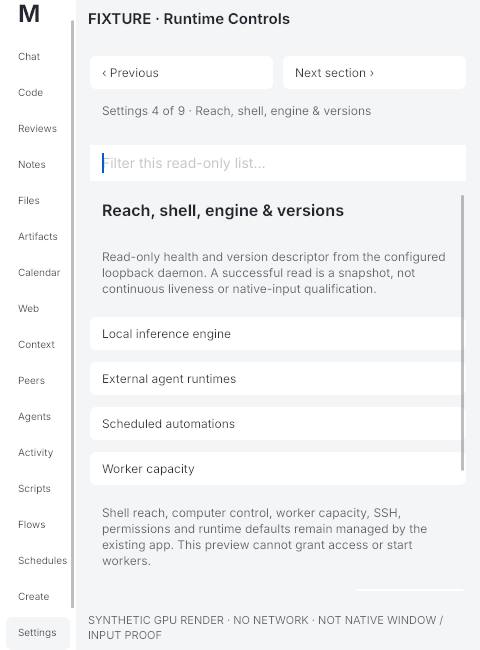 M
Chat
Code
Reviews
Notes
Files
Artifacts
Calendar
Web
Context
Peers
Agents
Activity
Scripts
Flows
Schedules
Create
Settings
FIXTURE · Runtime Controls
‹ Previous
Next section ›
Settings 4 of 9 · Reach, shell, engine & versions
Filter this read-only list...
Reach, shell, engine & versions
Read-only health and version descriptor from the configured
loopback daemon. A successful read is a snapshot, not
continuous liveness or native-input qualification.
Local inference engine
External agent runtimes
Scheduled automations
Worker capacity
Shell reach, computer control, worker capacity, SSH,
permissions and runtime defaults remain managed by the
existing app. This preview cannot grant access or start
workers.
SYNTHETIC GPU RENDER · NO NETWORK · NOT NATIVE WINDOW /
INPUT PROOF